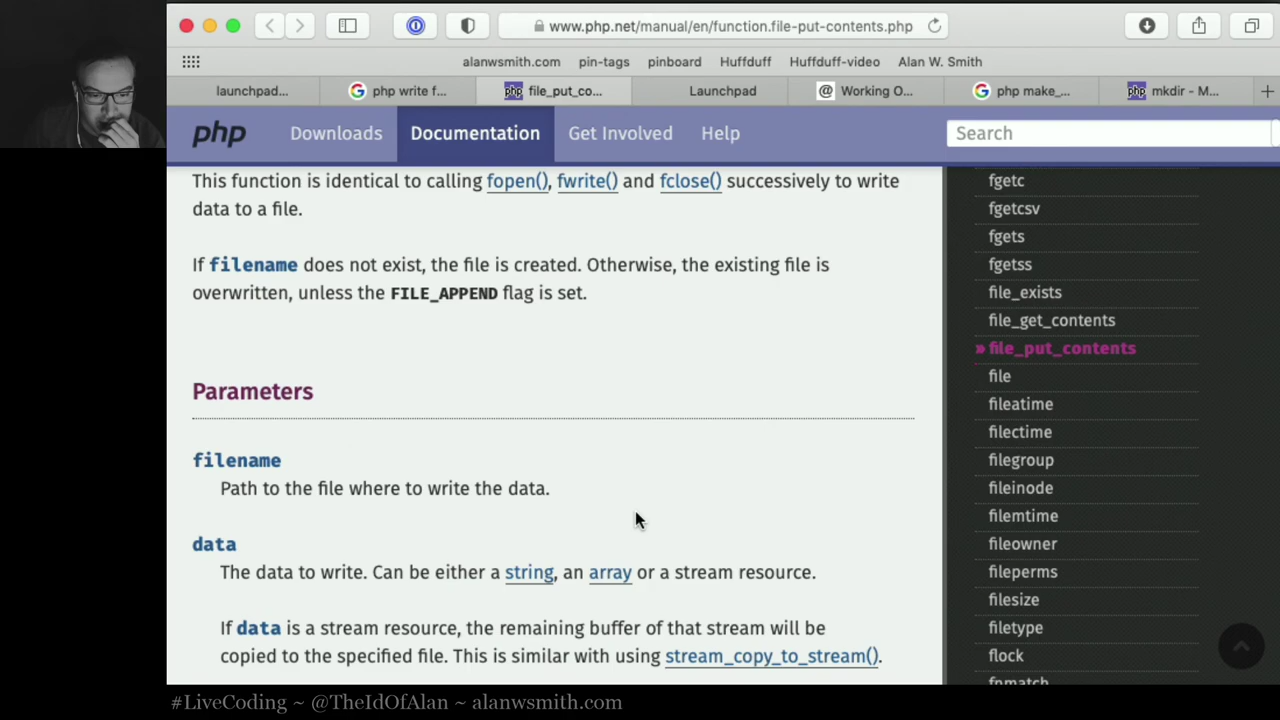 www.php.net/manual/en/function.file-put-contents.php
alanwsmith.com pin-tags pinboard Huffduff Huffduff-video Alan W. Smith
launchpad... php write f... php file_put_co... Launchpad @ Working O... php make_... php mkdir - M...
php Downloads Documentation Get Involved Help Search
This function is identical to calling fopen(), fwrite() and fclose() successively to write
data to a file.
If filename does not exist, the file is created. Otherwise, the existing file is
overwritten, unless the FILE_APPEND flag is set.
Parameters
filename
Path to the file where to write the data.
data
The data to write. Can be either a string, an array or a stream resource.
If data is a stream resource, the remaining buffer of that stream will be
copied to the specified file. This is similar with using stream_copy_to_stream().
fgetc
fgetcsv
fgets
fgetss
file_exists
file_get_contents
» file_put_contents
file
fileatime
filectime
filegroup
fileinode
filemtime
fileowner
fileperms
filesize
filetype
flock
fnmatch
#LiveCoding ~ @TheIdOfAlan ~ alanwsmith.com